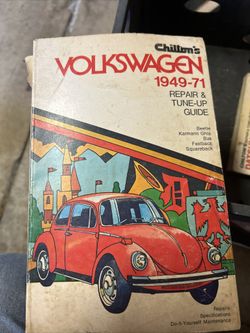 Chilton's
VOLKSWAGEN
1949-71
REPAIR &
TUNE-UP
GUIDE
Beetle
Karmann Ghia
Bus
Fastback
Squareback
Repairs
Specifications
Do-it-Yourself Maintenance